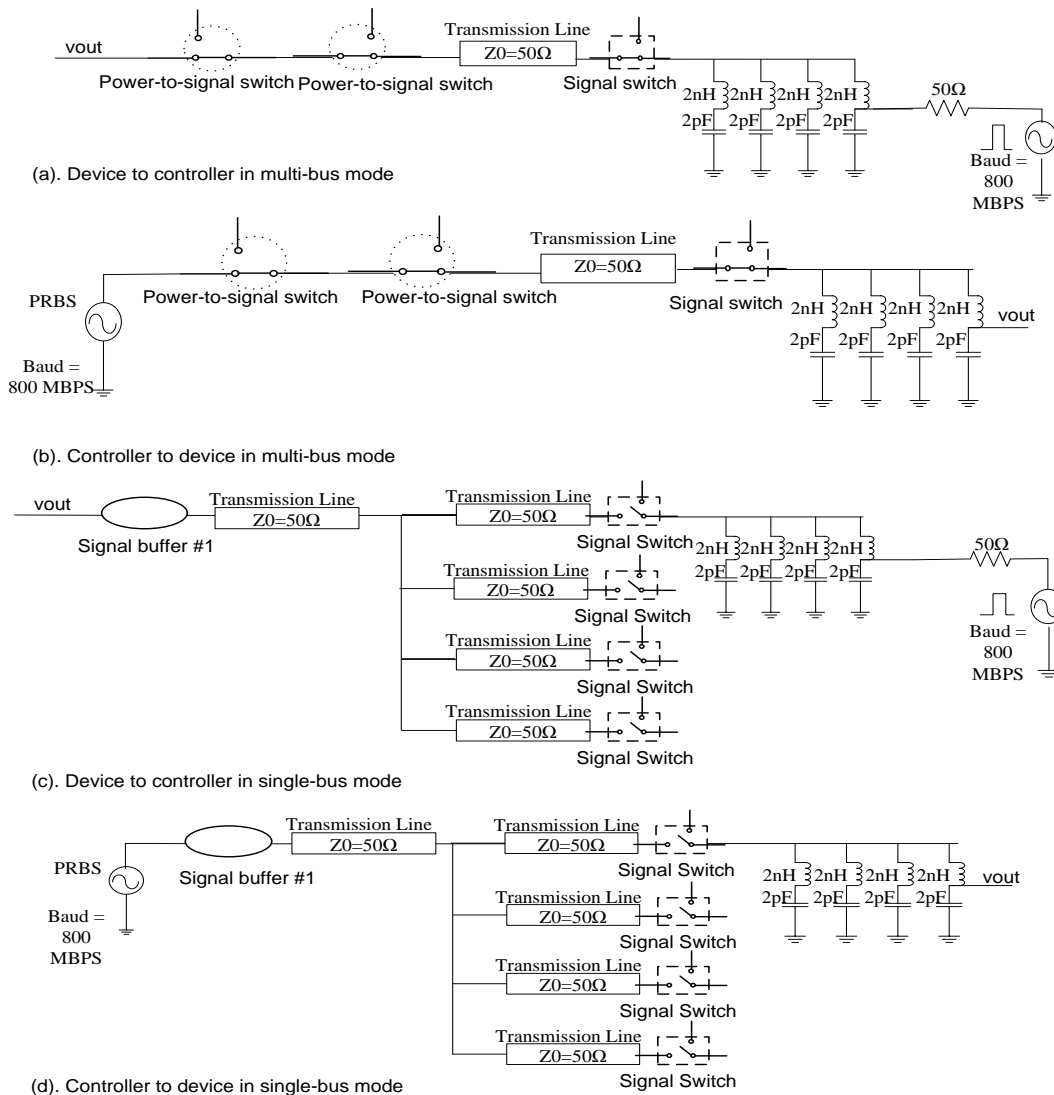 vout
Power-to-signal switch
Power-to-signal switch
Transmission Line
Z0=50Ω
Signal switch
2nH 2nH 2nH 2nH
2pF 2pF 2pF 2pF
50Ω
Baud =
800
MBPS
(a). Device to controller in multi-bus mode
PRBS
Baud =
800 MBPS
Power-to-signal switch
Power-to-signal switch
Transmission Line
Z0=50Ω
Signal switch
2nH 2nH 2nH 2nH
2pF 2pF 2pF 2pF
vout
(b). Controller to device in multi-bus mode
vout
Signal buffer #1
Transmission Line
Z0=50Ω
Transmission Line
Z0=50Ω
Signal Switch
Transmission Line
Z0=50Ω
Signal Switch
Transmission Line
Z0=50Ω
Signal Switch
Transmission Line
Z0=50Ω
Signal Switch
2nH 2nH 2nH 2nH
2pF 2pF 2pF 2pF
50Ω
Baud =
800
MBPS
(c). Device to controller in single-bus mode
PRBS
Baud =
800
MBPS
Signal buffer #1
Transmission Line
Z0=50Ω
Transmission Line
Z0=50Ω
Signal Switch
Transmission Line
Z0=50Ω
Signal Switch
Transmission Line
Z0=50Ω
Signal Switch
Transmission Line
Z0=50Ω
Signal Switch
2nH 2nH 2nH 2nH
2pF 2pF 2pF 2pF
vout
(d). Controller to device in single-bus mode